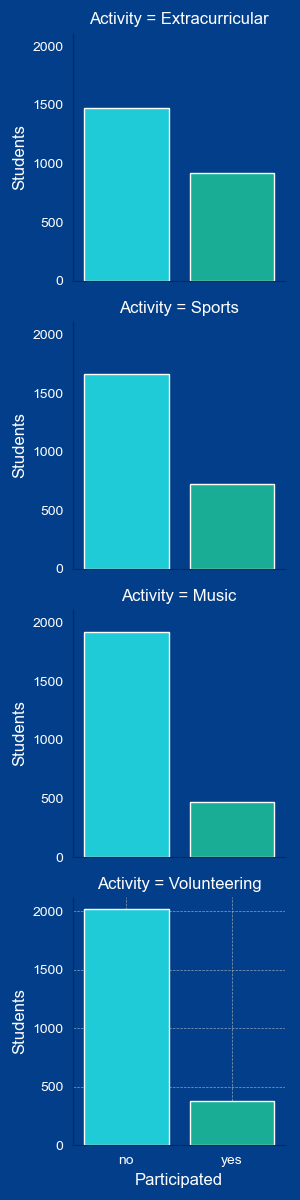 Activity = Extracurricular
2000
1500
1000
500
0
Students
Activity = Sports
2000
1500
1000
500
0
Students
Activity = Music
2000
1500
1000
500
0
Students
Activity = Volunteering
2000
1500
1000
500
0
Students
no yes
Participated